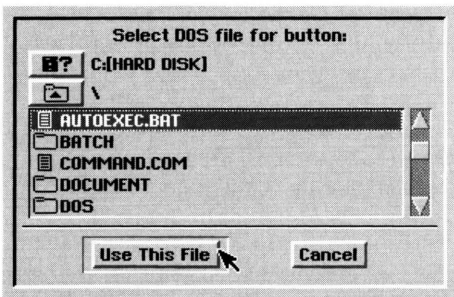 Select DOS file for button:
? C:[HARD DISK]
\
AUTOEXEC.BAT
BATCH
COMMAND.COM
DOCUMENT
DOS
Use This File
Cancel